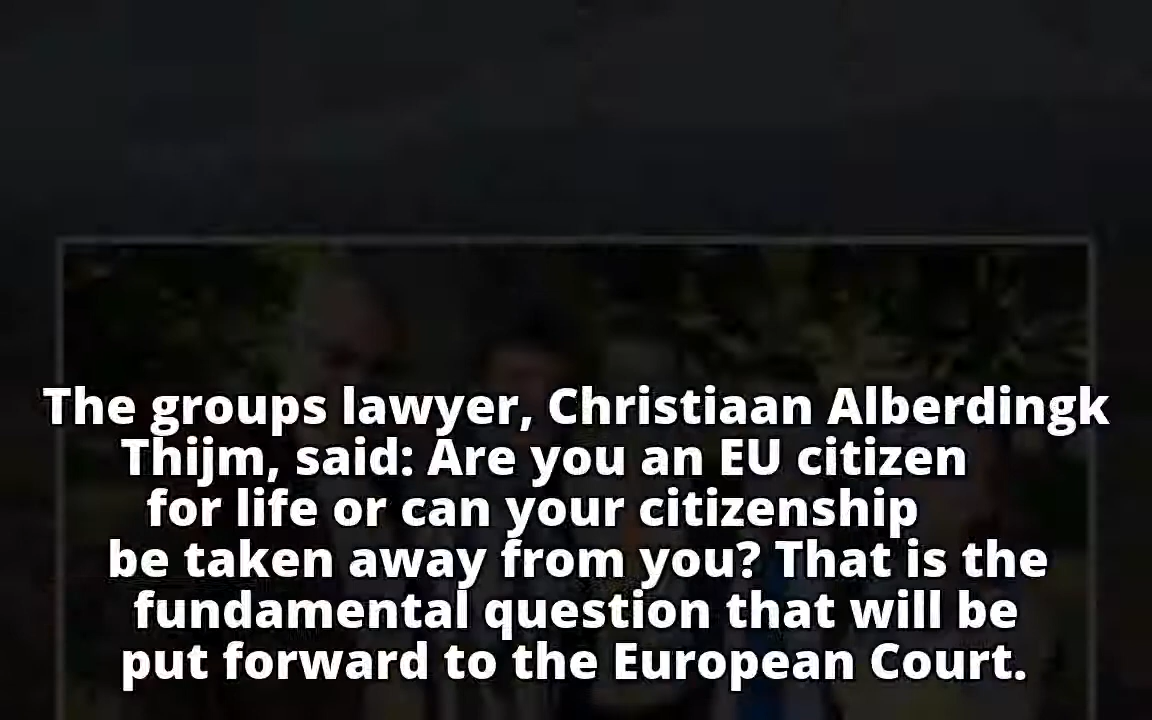 The groups lawyer, Christiaan Alberdingk
Thijm, said: Are you an EU citizen
for life or can your citizenship
be taken away from you? That is the
fundamental question that will be
put forward to the European Court.